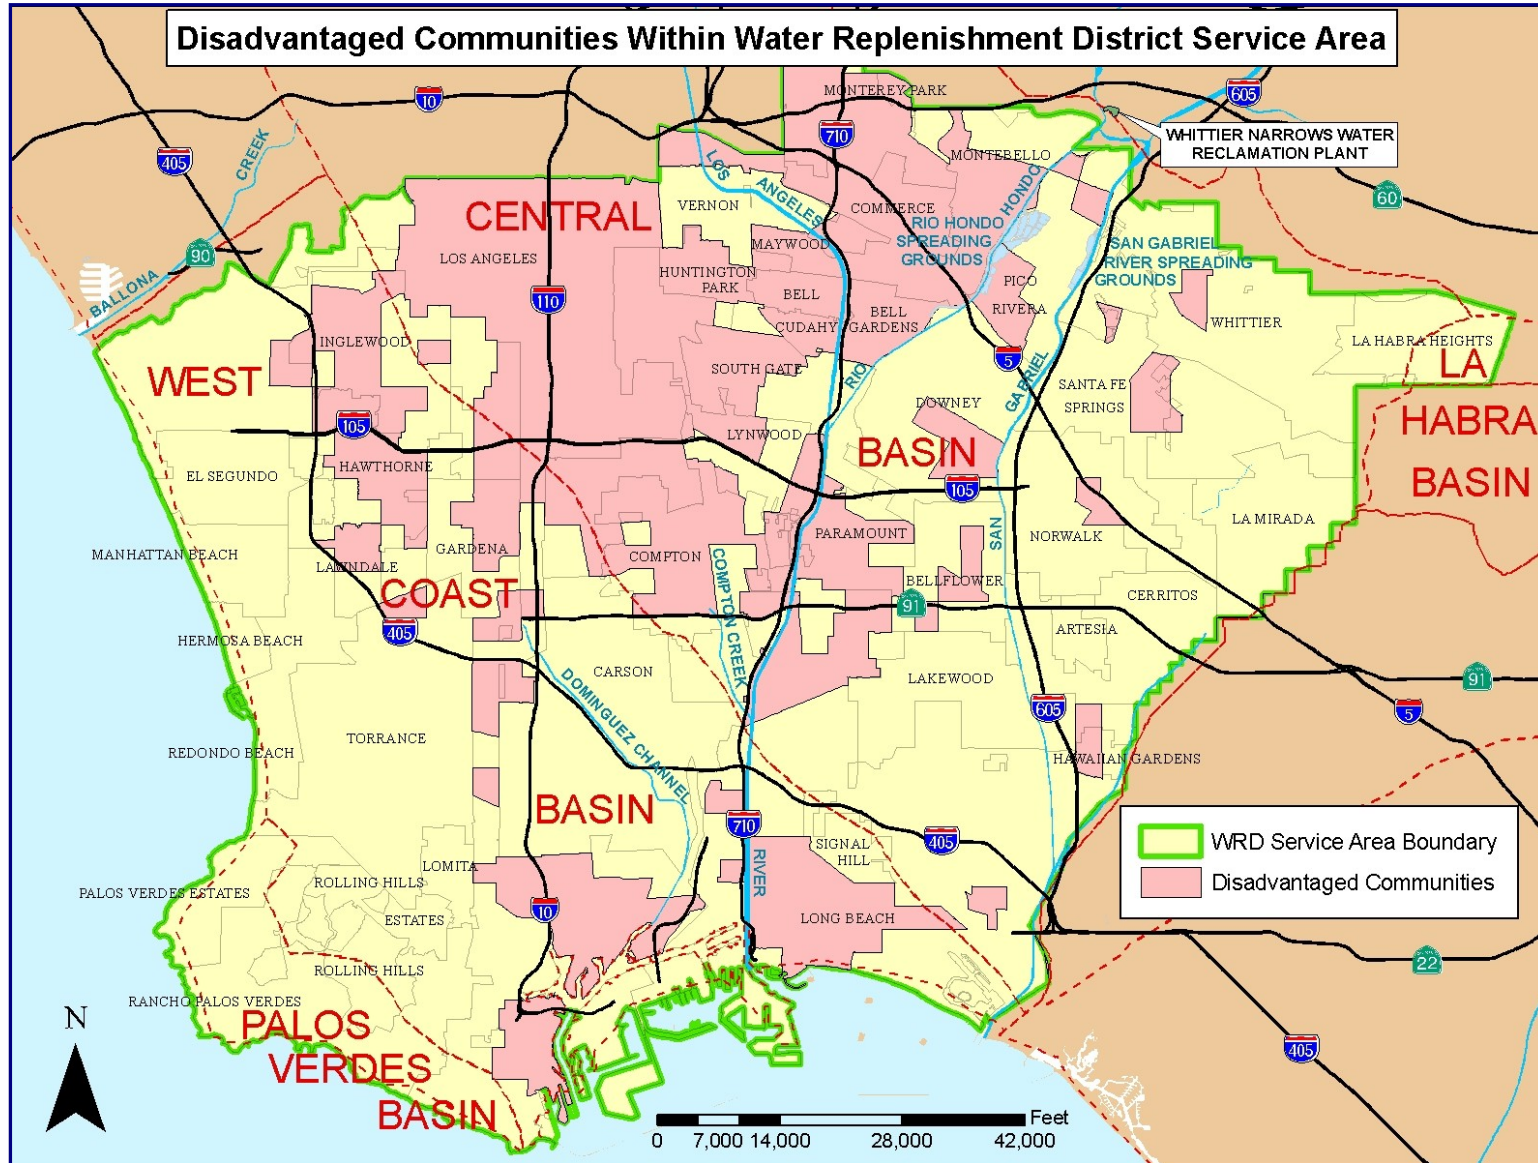 Disadvantaged Communities Within Water Replenishment District Service Area
MONTEREY PARK
10
605
710
WHITTIER NARROWS WATER
RECLAMATION PLANT
405
CREEK
LOS
ANGELES
MONTEBELLO
60
CENTRAL
VERNON
COMMERCE
HONDO
RIO HONDO
SPREADING
GROUNDS
SAN GABRIEL
RIVER SPREADING
GROUNDS
90
BALLONA
LOS ANGELES
MAYWOOD
HUNTINGTON
PARK
BELL
PICO
RIVERA
110
BELL
GARDENS
CUDAHY
WHITTIER
INGLEWOOD
LA HABRA HEIGHTS
WEST
SOUTH GATE
RIO
5
GABRIEL
SANTA FE
SPRINGS
LA
HABRA
BASIN
DOWNEY
105
LYNWOOD
BASIN
HAWTHORNE
EL SEGUNDO
105
LA MIRADA
MANHATTAN BEACH
LAWNDALE
GARDENA
COMPTON
PARAMOUNT
SAN
NORWALK
COMPTON CREEK
BELLFLOWER
COAST
91
CERRITOS
405
HERMOSA BEACH
ARTESIA
CARSON
LAKEWOOD
91
DOMINGUEZ CHANNEL
605
5
TORRANCE
REDONDO BEACH
HAWAIIAN GARDENS
BASIN
710
405
SIGNAL
HILL
WRD Service Area Boundary
Disadvantaged Communities
LOMITA
RIVER
PALOS VERDES ESTATES
ROLLING HILLS
ESTATES
10
LONG BEACH
22
ROLLING HILLS
RANCHO PALOS VERDES
PALOS
VERDES
BASIN
N
405
Feet
0 7,000 14,000 28,000 42,000